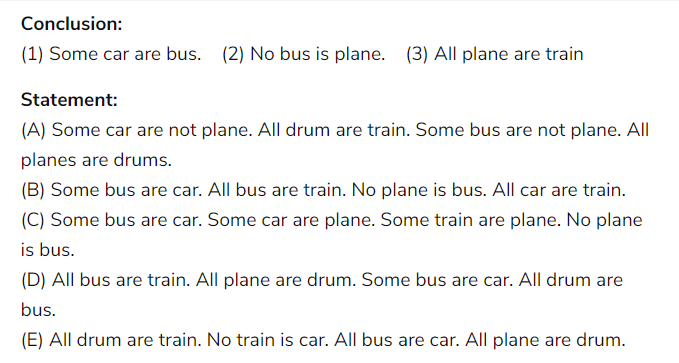 Conclusion:
(1) Some car are bus. (2) No bus is plane. (3) All plane are train
Statement:
(A) Some car are not plane. All drum are train. Some bus are not plane. All
planes are drums.
(B) Some bus are car. All bus are train. No plane is bus. All car are train.
(C) Some bus are car. Some car are plane. Some train are plane. No plane
is bus.
(D) All bus are train. All plane are drum. Some bus are car. All drum are
bus.
(E) All drum are train. No train is car. All bus are car. All plane are drum.